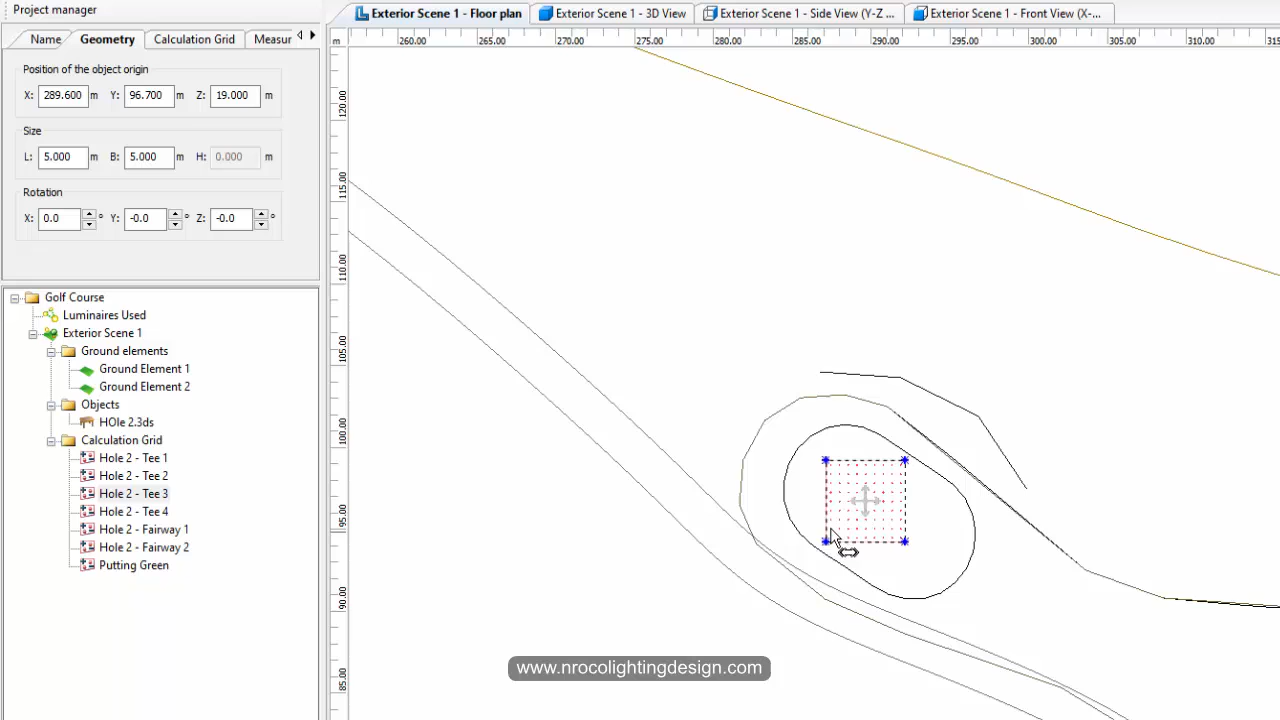 Project manager
Exterior Scene 1 - Floor plan
Exterior Scene 1 - 3D View
Exterior Scene 1 - Side View (Y-Z ...
Exterior Scene 1 - Front View (X-...
Name
Geometry
Calculation Grid
Measur
m 260.00 265.00 270.00 275.00 280.00 285.00 290.00 295.00 300.00 305.00 310.00 315
Position of the object origin
X: 289.600 m Y: 96.700 m Z: 19.000 m
Size
L: 5.000 m B: 5.000 m H: 0.000 m
Rotation
X: 0.0 ° Y: -0.0 ° Z: -0.0 °
120.00
115.00
110.00
105.00
100.00
95.00
90.00
85.00
Golf Course
Luminaires Used
Exterior Scene 1
Ground elements
Ground Element 1
Ground Element 2
Objects
HOle 2.3ds
Calculation Grid
Hole 2 - Tee 1
Hole 2 - Tee 2
Hole 2 - Tee 3
Hole 2 - Tee 4
Hole 2 - Fairway 1
Hole 2 - Fairway 2
Putting Green
www.nrocolightingdesign.com